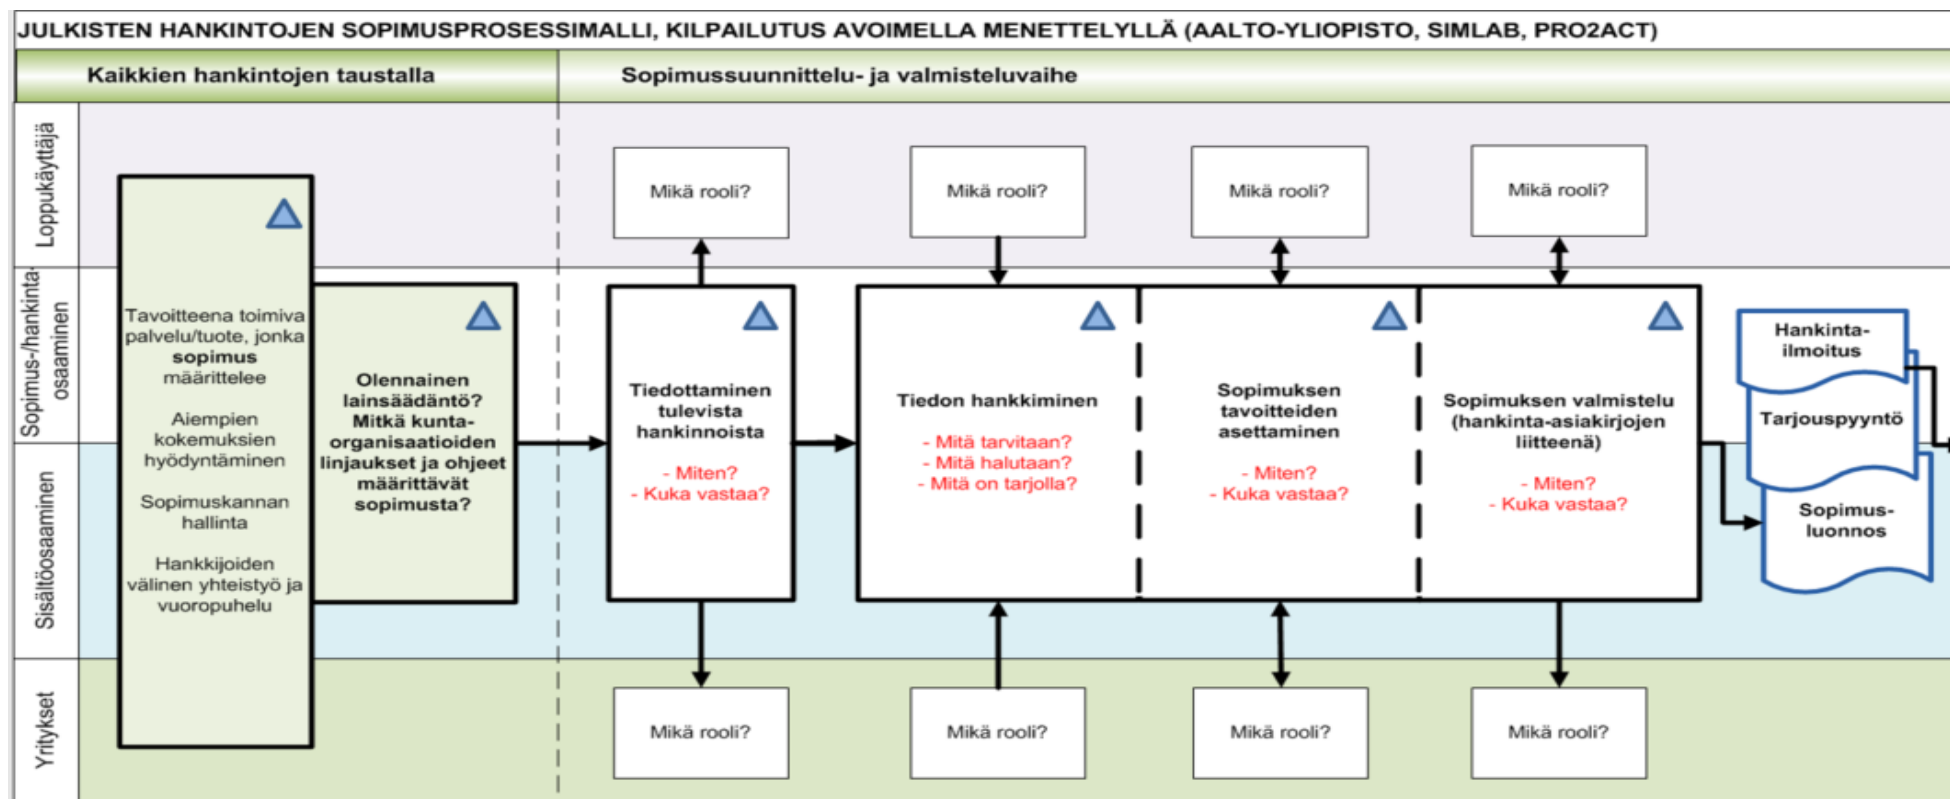 JULKISTEN HANKINTOJEN SOPIMUSPROSESSIMALLI, KILPAILUTUS AVOIMELLA MENETTELYLLÄ (AALTO-YLIOPISTO, SIMLAB, PRO2ACT)
Kaikkien hankintojen taustalla
Sopimussuunnittelu- ja valmisteluvaihe
Loppukäyttäjä
Mikä rooli?
Mikä rooli?
Mikä rooli?
Mikä rooli?
Sopimus-/hankinta-
osaaminen
Sisältöosaaminen
Tavoitteena toimiva
palvelu/tuote, jonka
sopimus
määrittelee
Aiempien
kokemuksien
hyödyntäminen
Sopimuskannan
hallinta
Hankkijoiden
välinen yhteistyö ja
vuoropuhelu
Olennainen
lainsäädäntö?
Mitkä kunta-
organisaatioiden
linjaukset ja ohjeet
määrittävät
sopimusta?
Tiedottaminen
tulevista
hankinnoista
- Miten?
- Kuka vastaa?
Tiedon hankkiminen
- Mitä tarvitaan?
- Mitä halutaan?
- Mitä on tarjolla?
Sopimuksen
tavoitteiden
asettaminen
- Miten?
- Kuka vastaa?
Sopimuksen valmistelu
(hankinta-asiakirjojen
liitteenä)
- Miten?
- Kuka vastaa?
Hankinta-
ilmoitus
Tarjouspyyntö
Sopimus-
luonnos
Yritykset
Mikä rooli?
Mikä rooli?
Mikä rooli?
Mikä rooli?